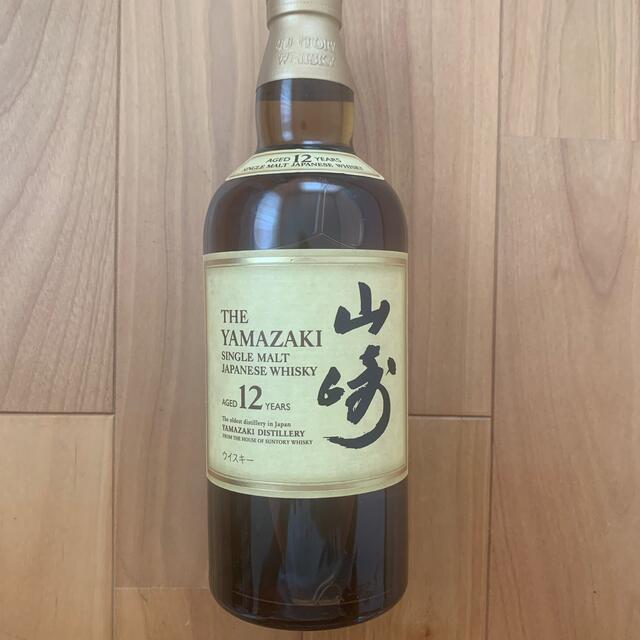 SUNTORY
WHISKY
AGED 12 YEARS
SINGLE MALT JAPANESE WHISKY
THE
YAMAZAKI
SINGLE MALT
JAPANESE WHISKY
AGED 12 YEARS
The oldest distillery in Japan
YAMAZAKI DISTILLERY
FROM THE HOUSE OF SUNTORY WHISKY
ウイスキー
山崎